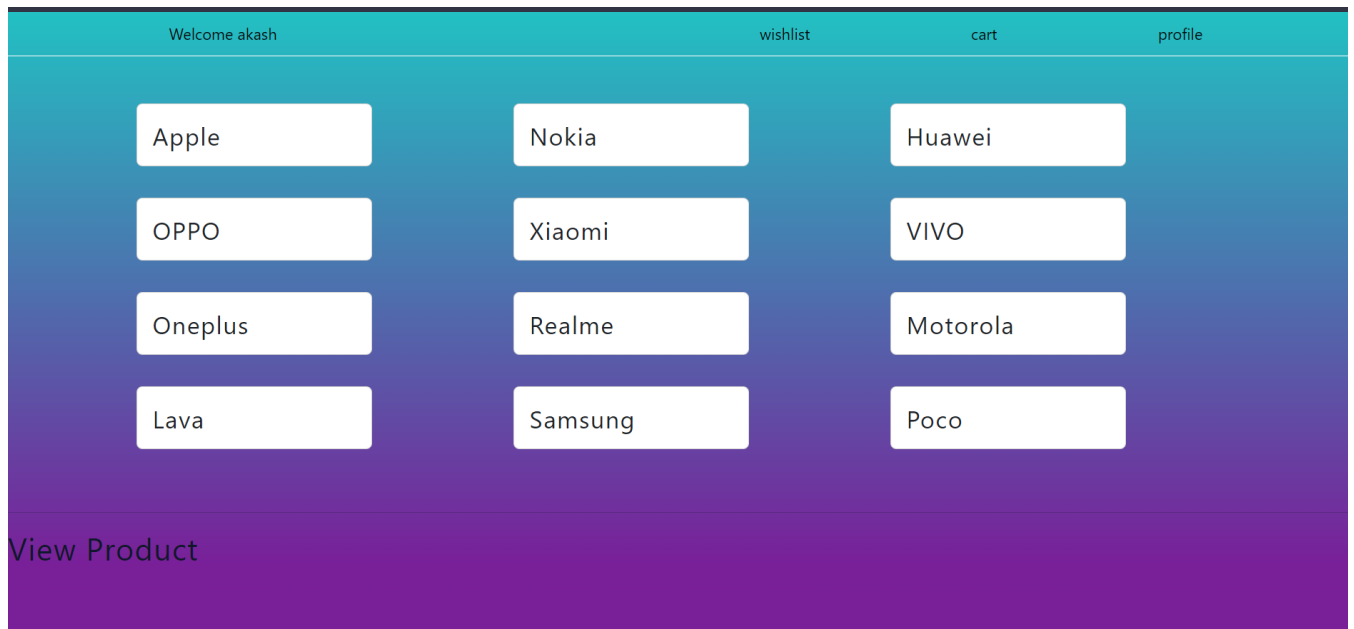 Welcome akash wishlist cart profile
Apple Nokia Huawei
OPPO Xiaomi VIVO
Oneplus Realme Motorola
Lava Samsung Poco
View Product